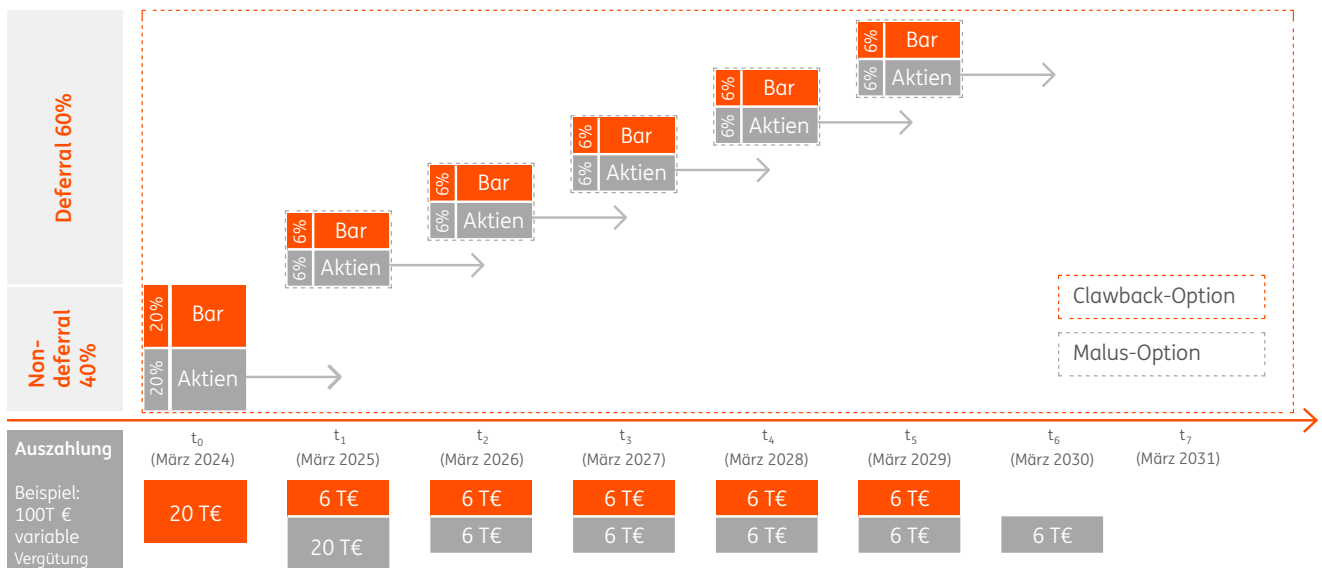 Deferral 60%
6%
Bar
6%
Aktien
6%
Bar
6%
Aktien
6%
Bar
6%
Aktien
6%
Bar
6%
Aktien
6%
Bar
6%
Aktien
Non-
deferral
40%
20%
Bar
20%
Aktien
Clawback-Option
Malus-Option
Auszahlung
t0
(März 2024)
t1
(März 2025)
t2
(März 2026)
t3
(März 2027)
t4
(März 2028)
t5
(März 2029)
t6
(März 2030)
t7
(März 2031)
Beispiel:
100T €
variable
Vergütung
20 T€
6 T€
6 T€
6 T€
6 T€
6 T€
20 T€
6 T€
6 T€
6 T€
6 T€
6 T€